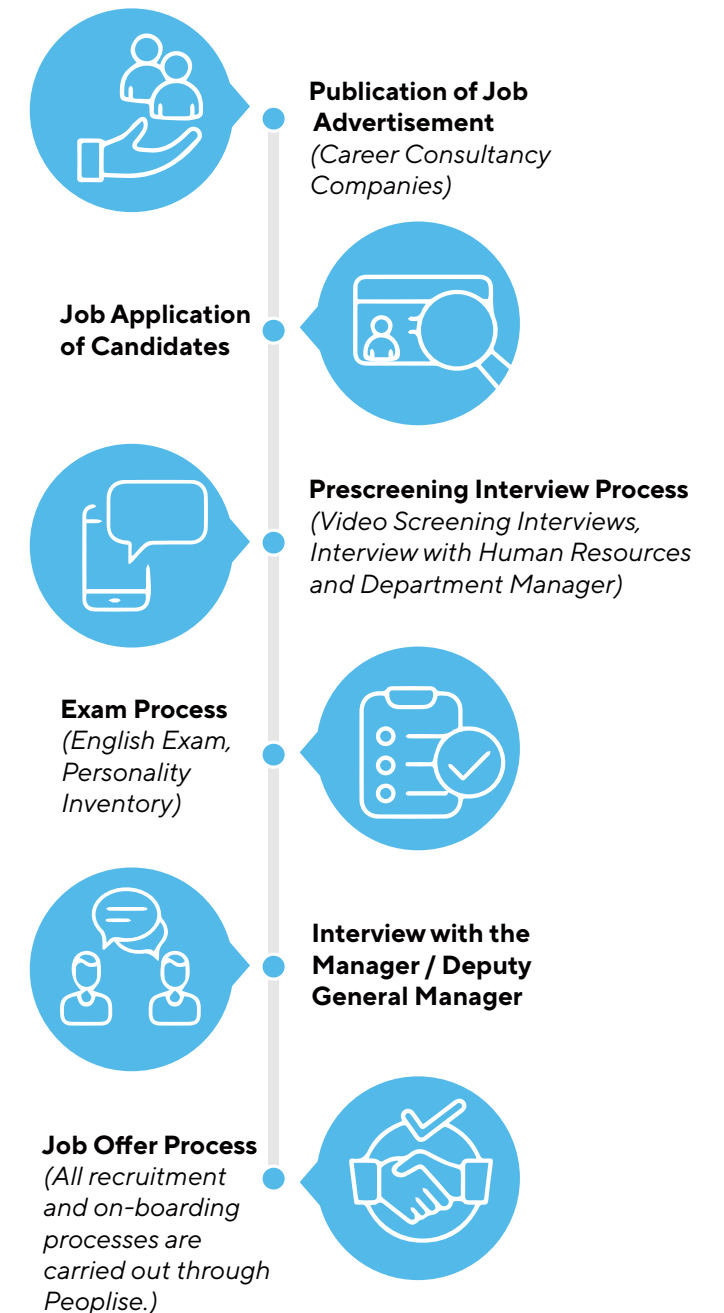 Publication of Job
Advertisement
(Career Consultancy
Companies)
Job Application
of Candidates
Prescreening Interview Process
(Video Screening Interviews,
Interview with Human Resources
and Department Manager)
Exam Process
(English Exam,
Personality
Inventory)
Interview with the
Manager / Deputy
General Manager
Job Offer Process
(All recruitment
and on-boarding
processes are
carried out through
Peoplise.)